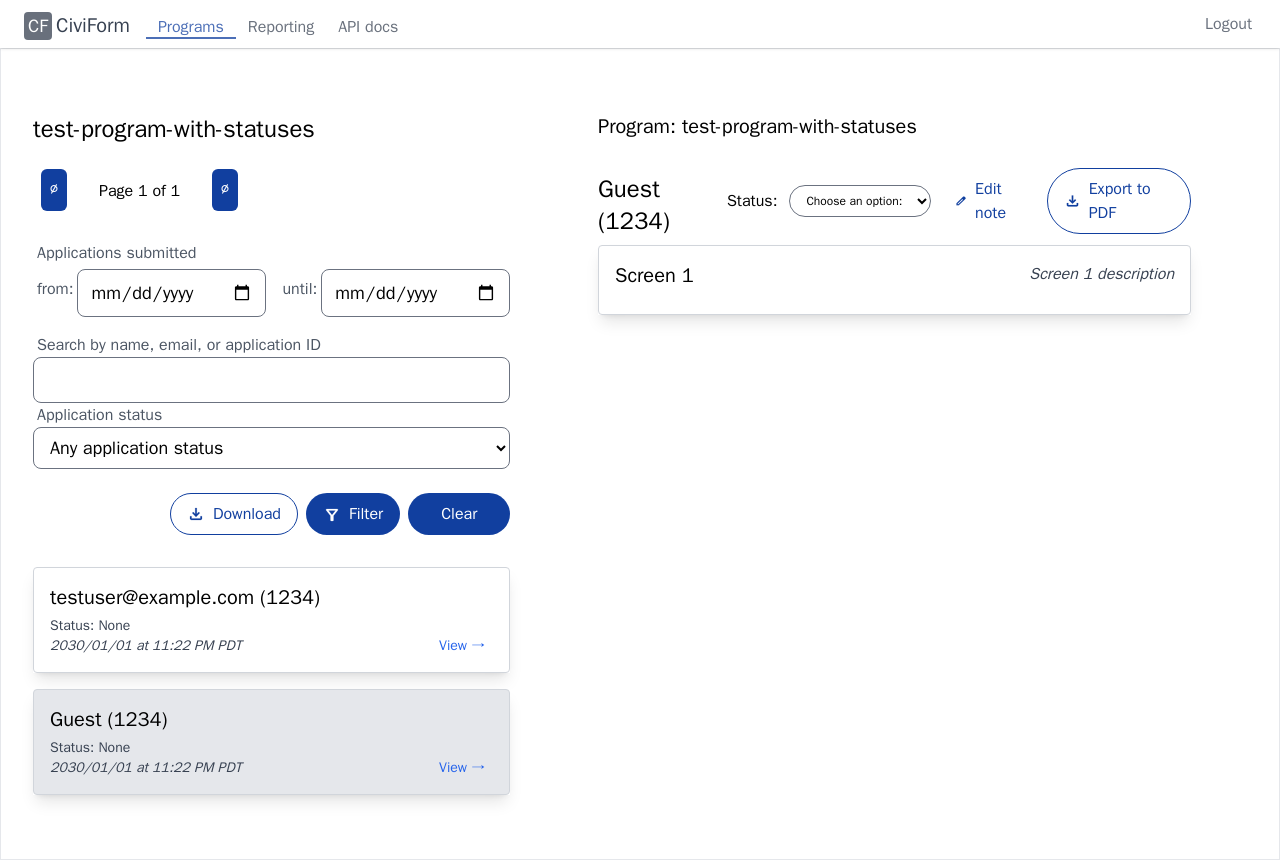 CF CiviForm Programs Reporting API docs Logout
test-program-with-statuses
∅ Page 1 of 1 ∅
Applications submitted
from: mm/dd/yyyy until: mm/dd/yyyy
Search by name, email, or application ID
Application status
Any application status
Download Filter Clear
testuser@example.com (1234)
Status: None
2030/01/01 at 11:22 PM PDT View →
Guest (1234)
Status: None
2030/01/01 at 11:22 PM PDT View →
Program: test-program-with-statuses
Guest
(1234)
Status: Choose an option:
Edit
note
Export to
PDF
Screen 1 Screen 1 description